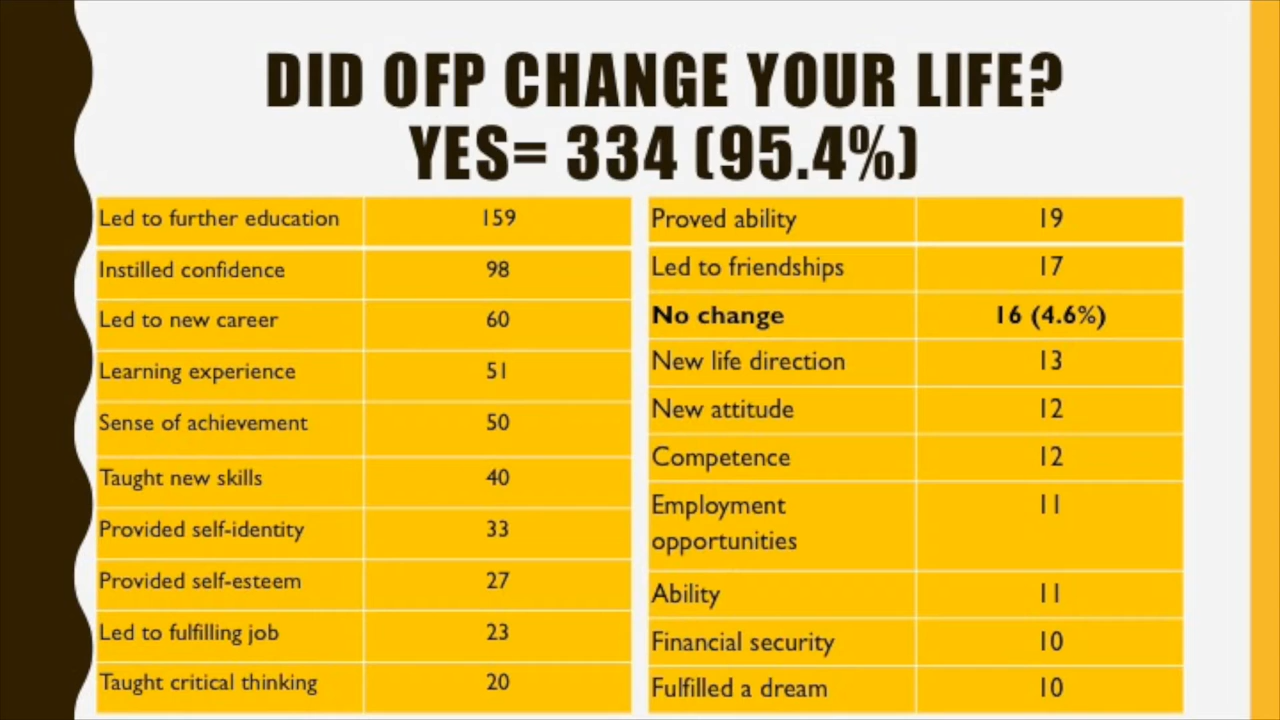 DID OFP CHANGE YOUR LIFE?
YES= 334 (95.4%)
Led to further education 159
Instilled confidence 98
Led to new career 60
Learning experience 51
Sense of achievement 50
Taught new skills 40
Provided self-identity 33
Provided self-esteem 27
Led to fulfilling job 23
Taught critical thinking 20
Proved ability 19
Led to friendships 17
No change 16 (4.6%)
New life direction 13
New attitude 12
Competence 12
Employment 11
opportunities
Ability 11
Financial security 10
Fulfilled a dream 10